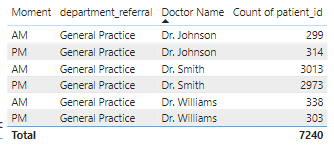 Moment department_referral Doctor Name Count of patient_id
AM General Practice Dr. Johnson 299
PM General Practice Dr. Johnson 314
AM General Practice Dr. Smith 3013
PM General Practice Dr. Smith 2973
AM General Practice Dr. Williams 338
PM General Practice Dr. Williams 303
Total 7240